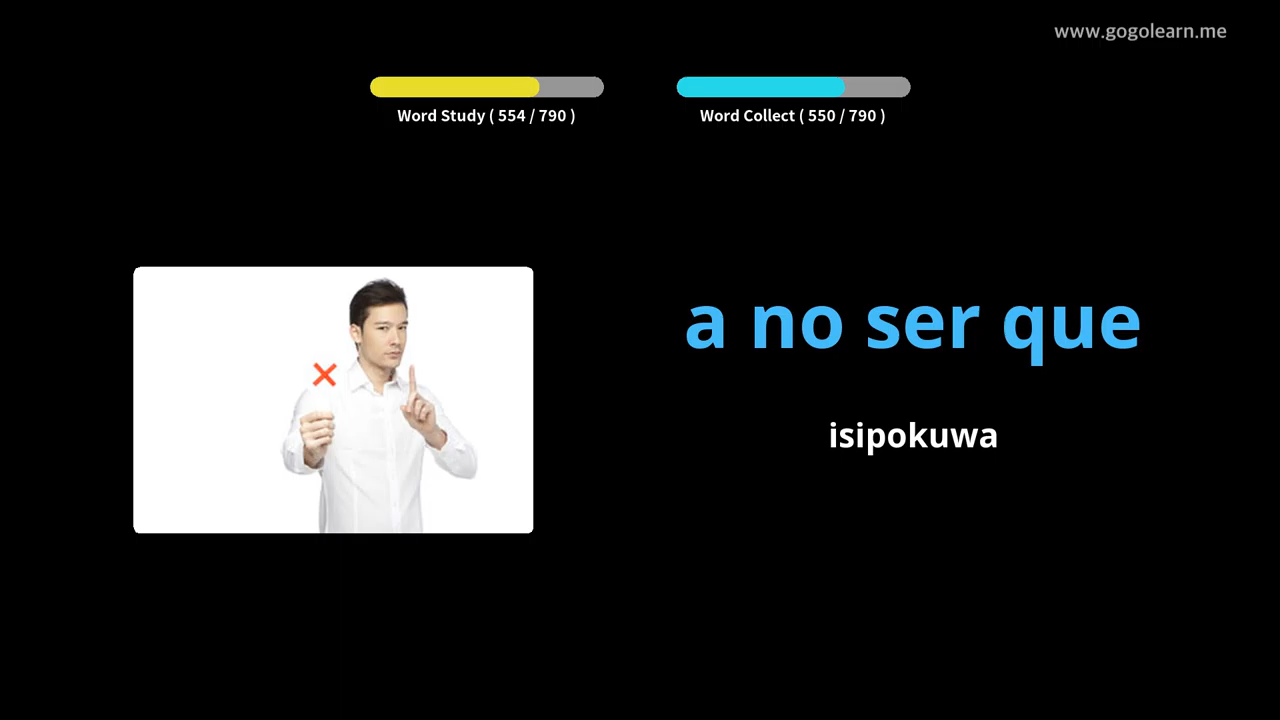 www.gogolearn.me
Word Study ( 554 / 790 )
Word Collect ( 550 / 790 )
a no ser que
isipokuwa